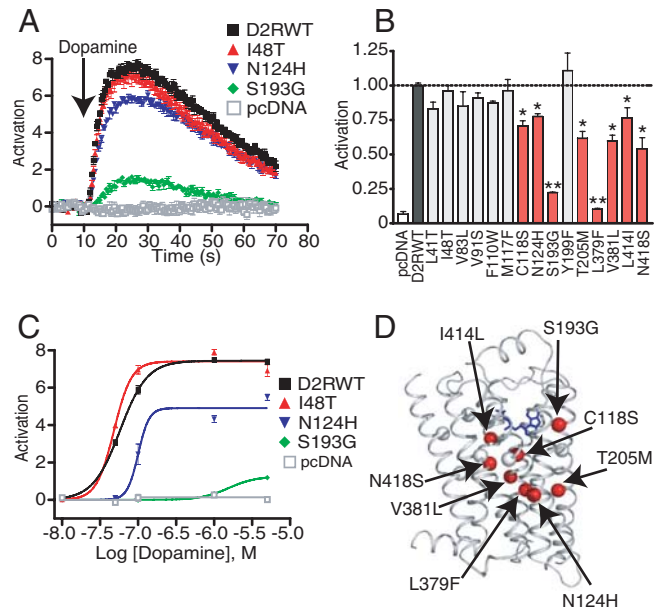 A
Dopamine
D2RWT
I48T
N124H
S193G
pcDNA
Activation
8
6
4
2
0
0 10 20 30 40 50 60 70 80
Time (s)
B
Activation
1.25
1.00
0.75
0.50
0.25
0
* * ** * ** * * *
pcDNA
D2RWT
L41T
I48T
V83L
V91S
F110W
M117F
C118S
N124H
S193G
Y199F
T205M
L379F
V381L
L414I
N418S
C
Activation
8
6
4
2
0
-8.0 -7.5 -7.0 -6.5 -6.0 -5.5 -5.0
Log [Dopamine], M
D2RWT
I48T
N124H
S193G
pcDNA
D
I414L
S193G
C118S
N418S
T205M
V381L
L379F
N124H